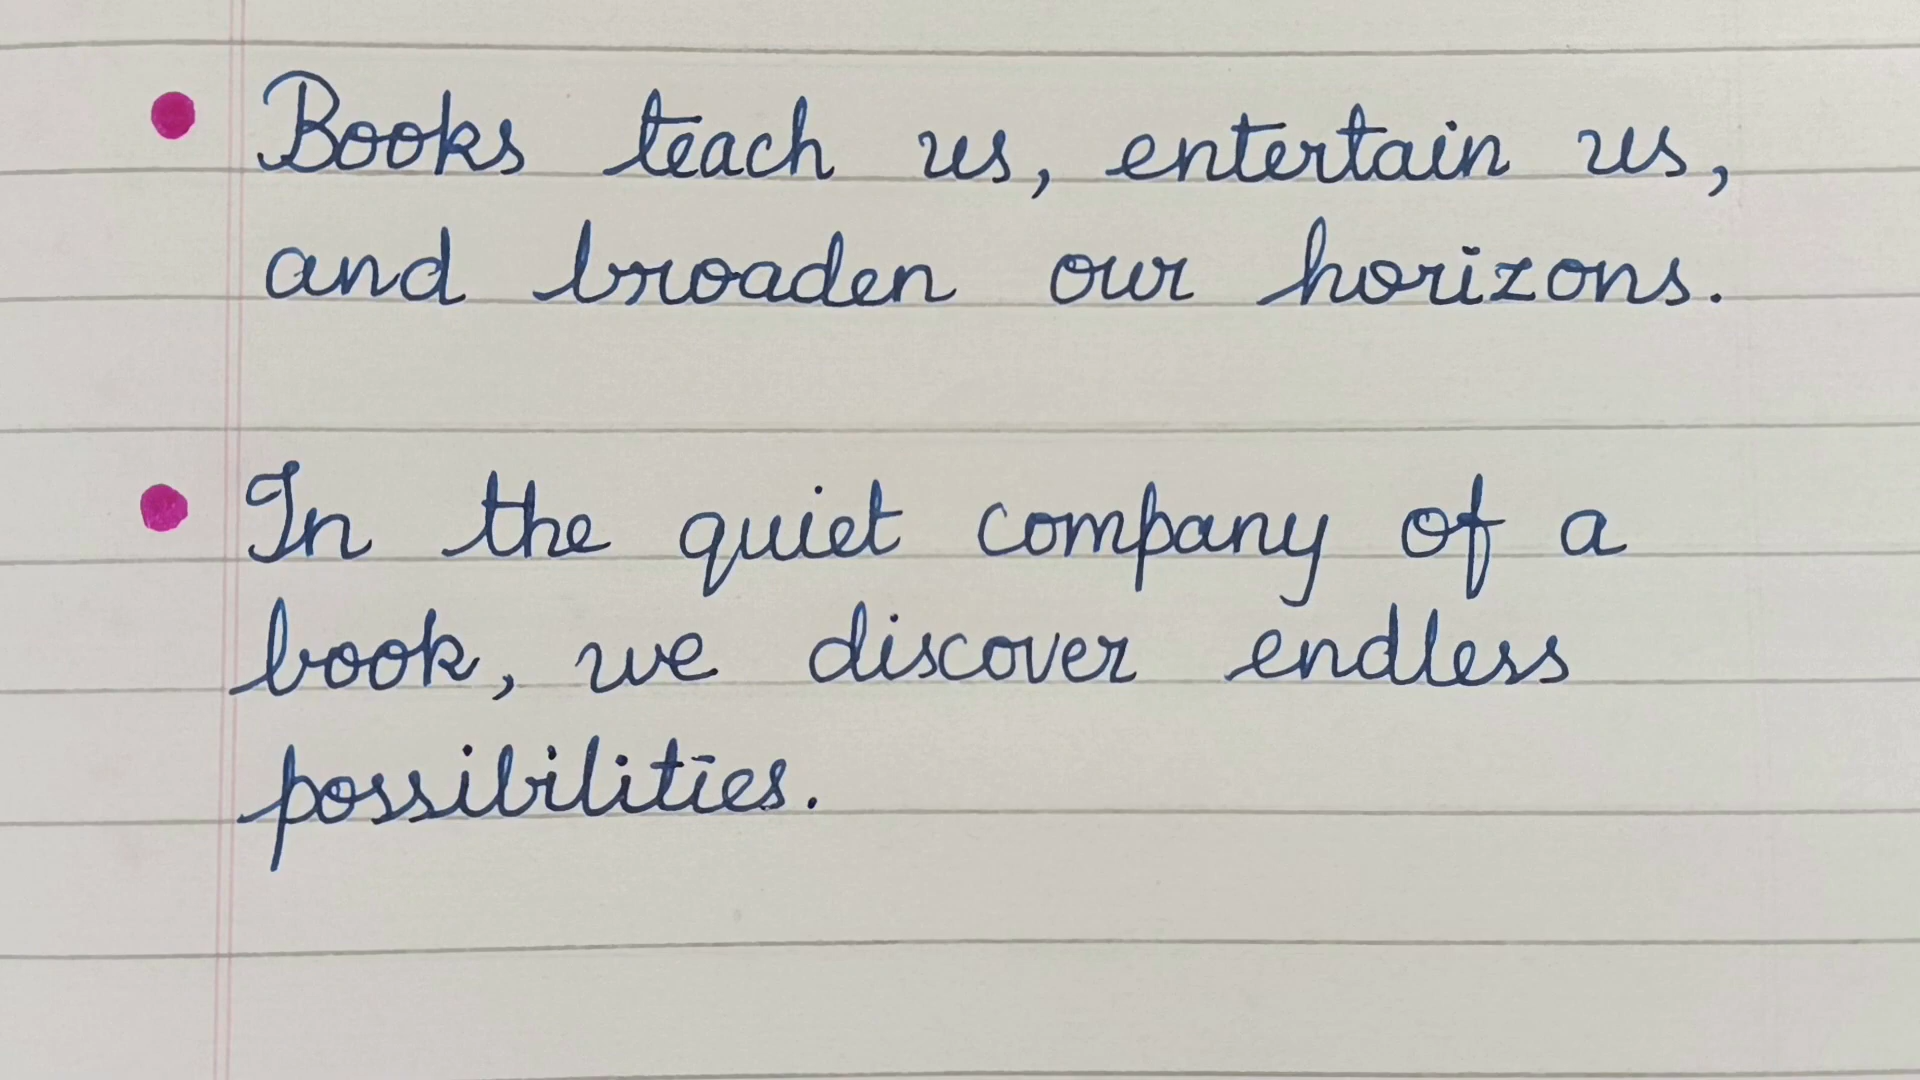 • Books teach us, entertain us,
and broaden our horizons.
• In the quiet company of a
book, we discover endless
possibilities.